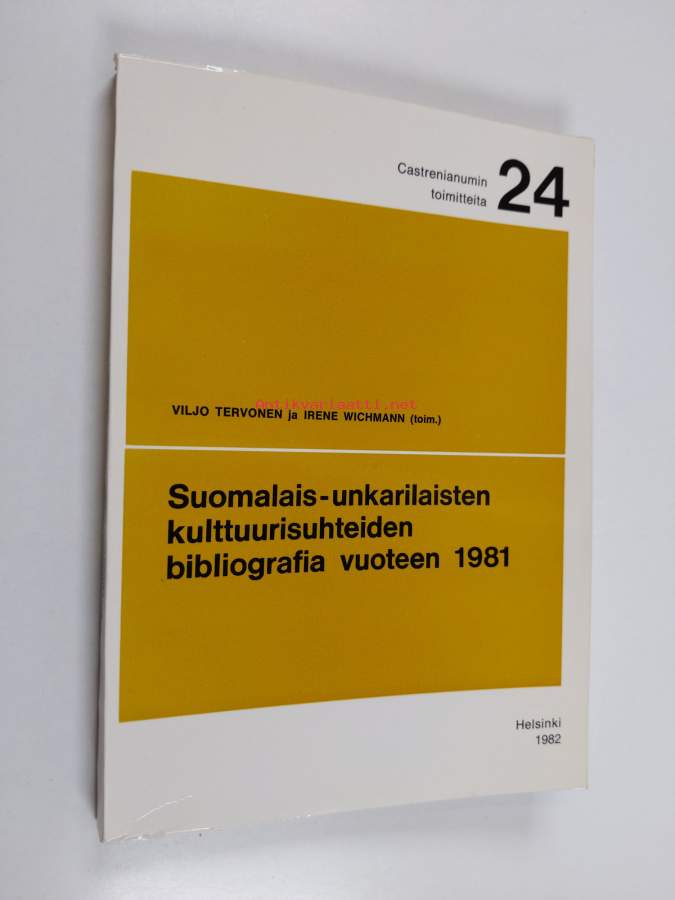 Castrenianumin
toimitteita
24
antikvariaatti.net
VILJO TERVONEN ja IRENE WICHMANN (toim.)
Suomalais-unkarilaisten
kulttuurisuhteiden
bibliografia vuoteen 1981
Helsinki
1982